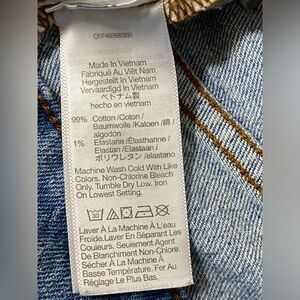 Made In Vietnam
Fabriqué Au Viêt Nam
Hergestellt in Vietnam
Vervaardigd in Vietnam
ベトナム製
hecho en vietnam
99% Cotton /Coton /
Baumwolle /Katoen /綿/
algodón
1% Elastane /Élasthanne /
Elastan /Elastaan /
ポリウレタン /elastano
Machine Wash Cold With Like
Colors. Non-Chlorine Bleach
Only. Tumble Dry Low. Iron
On Lowest Setting.
30
Laver À La Machine À L'eau
Froide.Laver En Séparant Les
Couleurs. Seulement Agent
De Blanchiment Non-Chlore.
Sécher À La Machine À
Basse Température. Fer Au
Réglage Le Plus Bas.